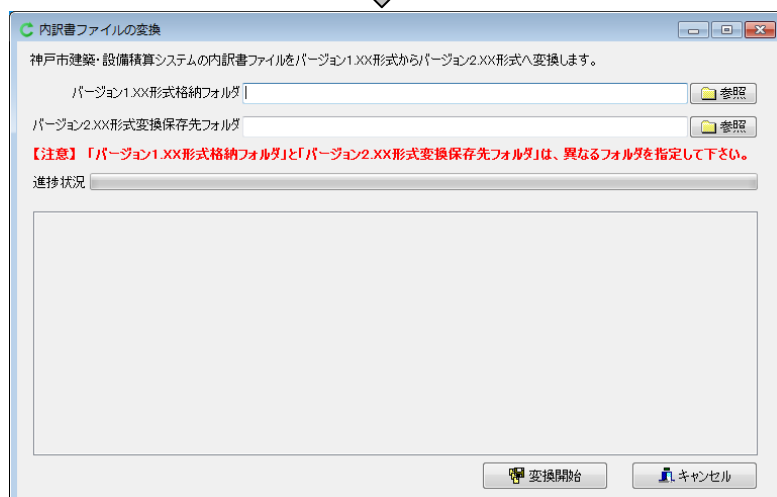 内訳書ファイルの変換
神戸市建築・設備積算システムの内訳書ファイルをバージョン1.XX形式からバージョン2.XX形式へ変換します。
バージョン1.XX形式格納フォルダ 参照
バージョン2.XX形式変換保存先フォルダ 参照
【注意】「バージョン1.XX形式格納フォルダ」と「バージョン2.XX形式変換保存先フォルダ」は、異なるフォルダを指定して下さい。
進捗状況
変換開始 キャンセル